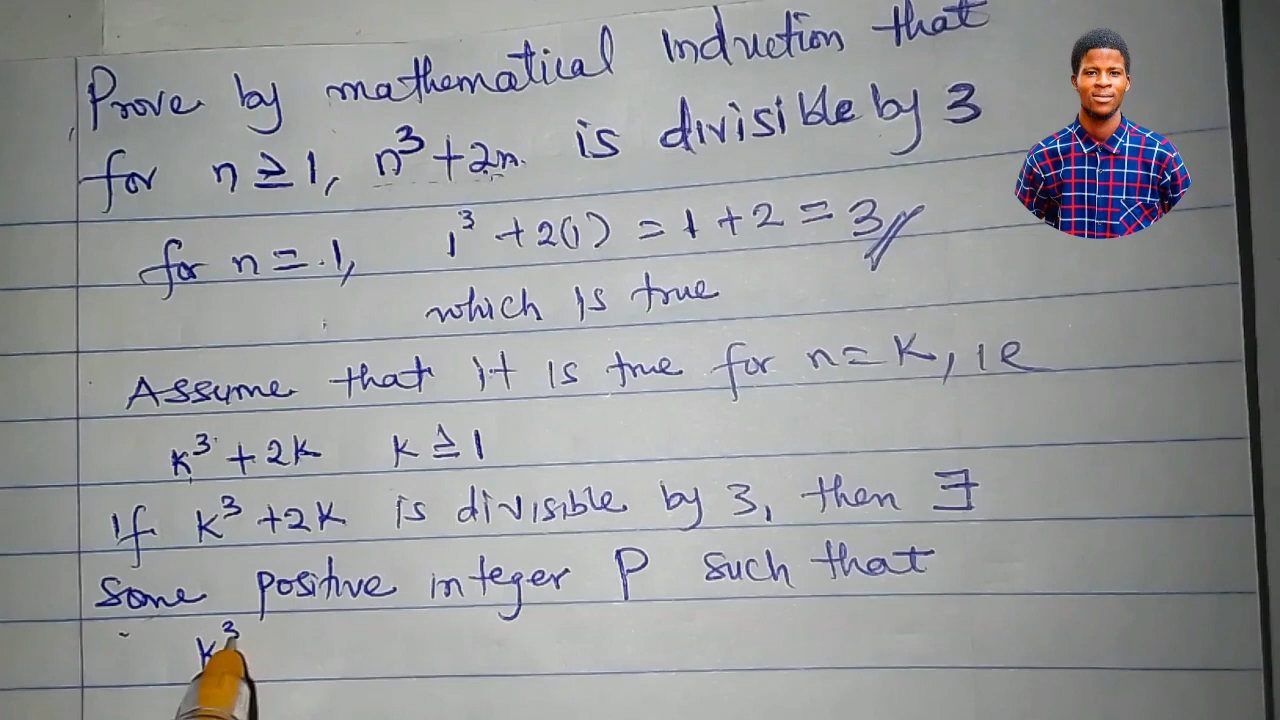 Prove by mathematical induction that
for n ≥ 1, n³ + 2n. is divisible by 3
for n = 1, 1³ + 2(1) = 1 + 2 = 3//
which is true
Assume that it is true for n = K, ie
K³ + 2K K ≥ 1
If K³ + 2K is divisible by 3, then ∃
Some positive integer P such that
K³